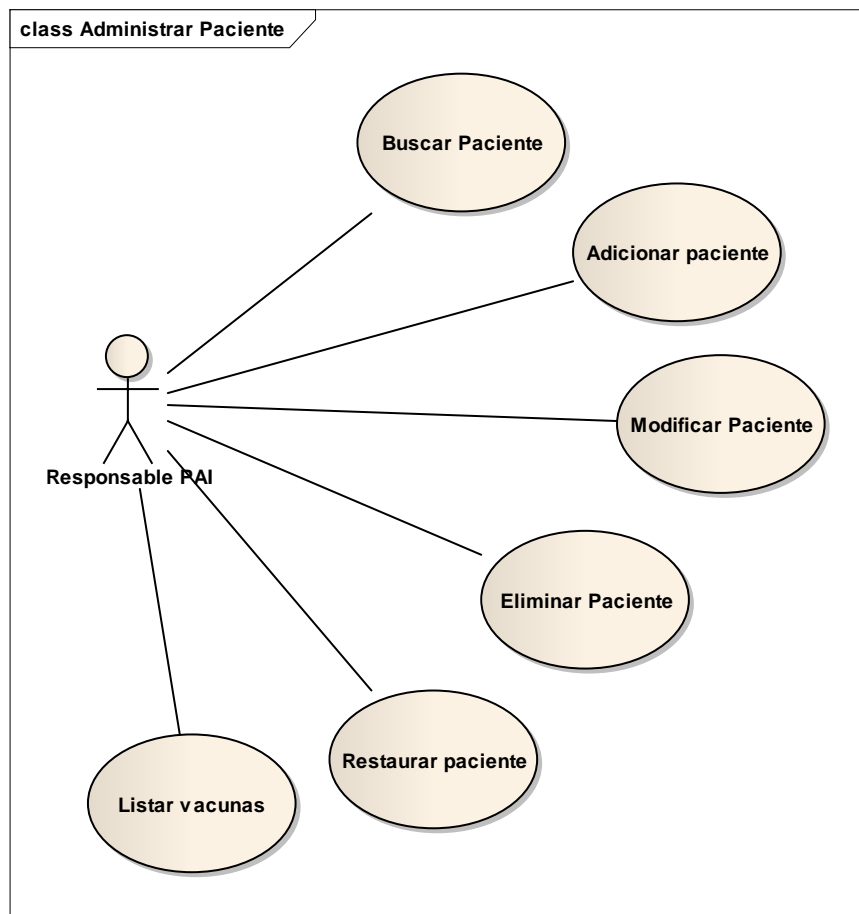 class Administrar Paciente
Buscar Paciente
Adicionar paciente
Modificar Paciente
Responsable PAI
Eliminar Paciente
Restaurar paciente
Listar vacunas